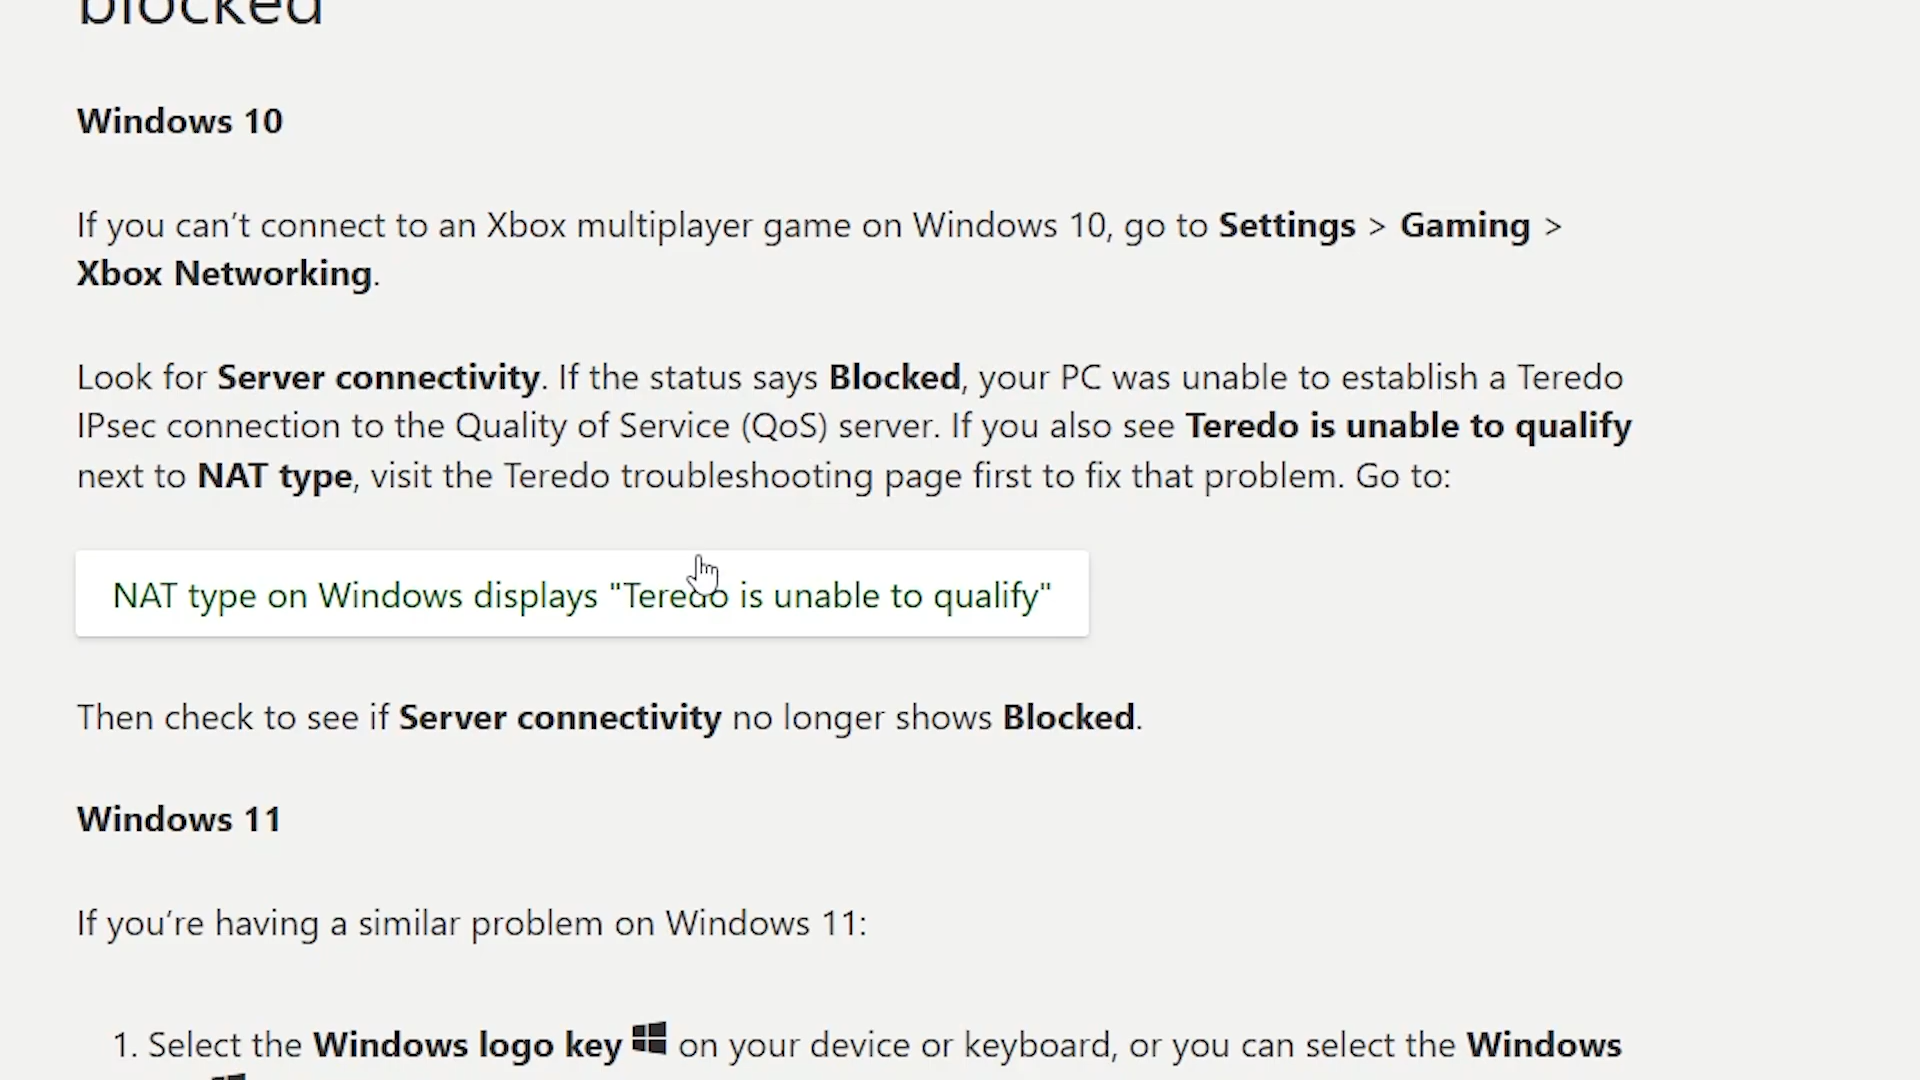 blocked
Windows 10
If you can’t connect to an Xbox multiplayer game on Windows 10, go to Settings > Gaming >
Xbox Networking.
Look for Server connectivity. If the status says Blocked, your PC was unable to establish a Teredo
IPsec connection to the Quality of Service (QoS) server. If you also see Teredo is unable to qualify
next to NAT type, visit the Teredo troubleshooting page first to fix that problem. Go to:
NAT type on Windows displays "Teredo is unable to qualify"
Then check to see if Server connectivity no longer shows Blocked.
Windows 11
If you’re having a similar problem on Windows 11:
1. Select the Windows logo key on your device or keyboard, or you can select the Windows